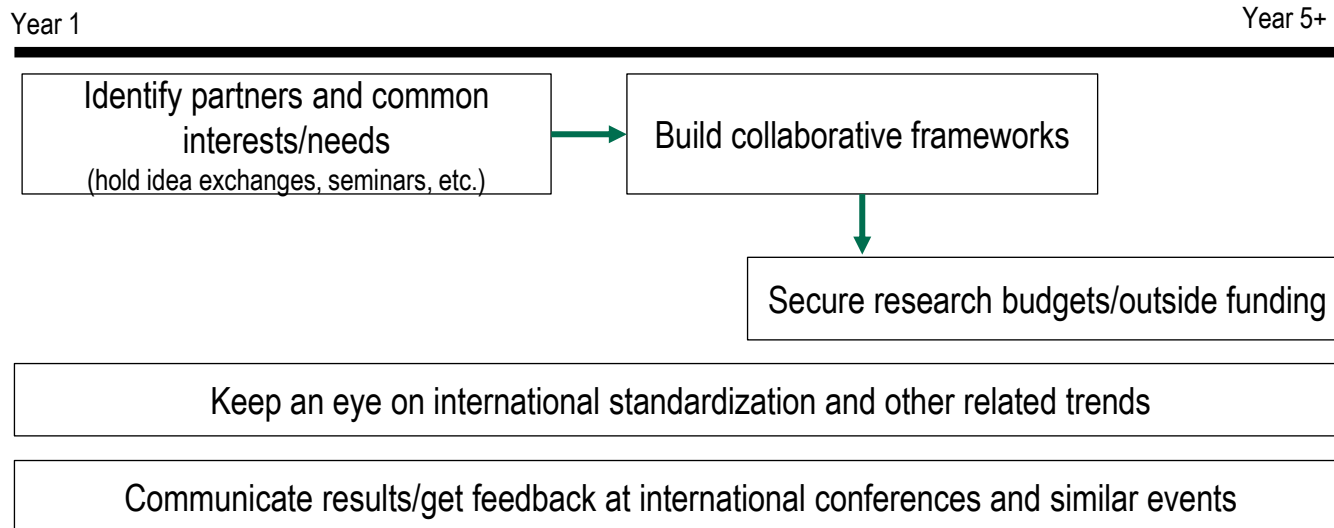 Year 1
Year 5+
Identify partners and common
interests/needs
(hold idea exchanges, seminars, etc.)
Build collaborative frameworks
Secure research budgets/outside funding
Keep an eye on international standardization and other related trends
Communicate results/get feedback at international conferences and similar events